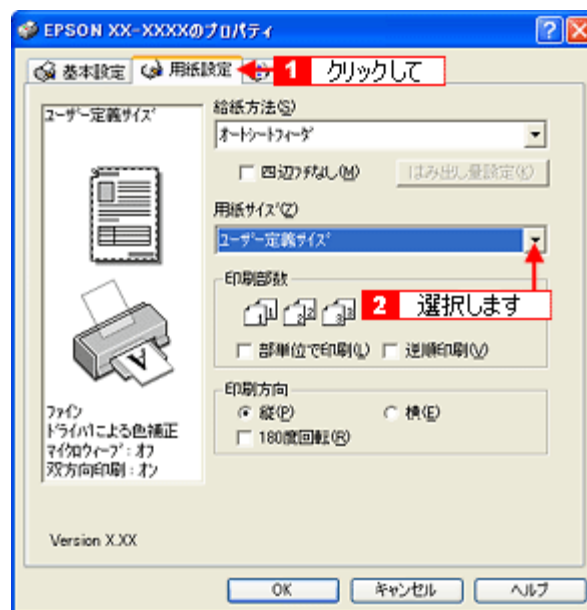 EPSON XX-XXXXのプロパティ
基本設定 用紙設定
1 クリックして
ユーザー定義サイズ
給紙方法(S)
オートシートフィーダ
四辺フチなし(M) はみ出し量設定(K)
用紙サイズ(Z)
ユーザー定義サイズ
2 選択します
印刷部数
部単位で印刷(L) 逆順印刷(V)
印刷方向
縦(P) 横(E)
180度回転(R)
ファイン
ドライバによる色補正
マイクロウィーブ：オフ
双方向印刷：オン
Version X.XX
OK キャンセル ヘルプ